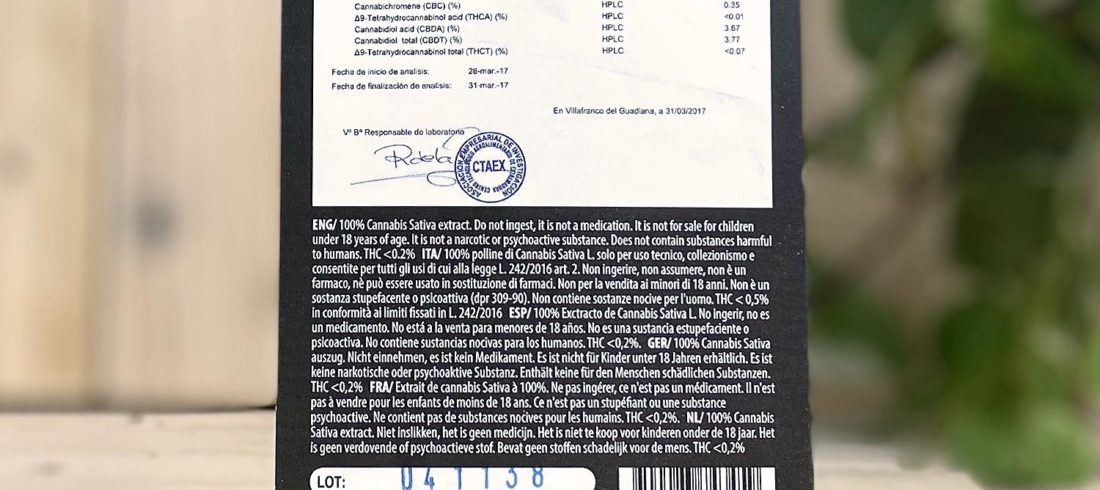 Cannabichromene (CBC) (%) HPLC 0.35
Δ9-Tetrahydrocannabinol acid (THCA) (%) HPLC <0.01
Cannabidiol acid (CBDA) (%) HPLC 3.67
Cannabidiol total (CBDT) (%) HPLC 3.77
Δ9-Tetrahydrocannabinol total (THCT) (%) HPLC <0.07
Fecha de inicio de analisis: 28-mar.-17
Fecha de finalización de analisis: 31-mar.-17
En Villafranco del Guadiana, a 31/03/2017
Vº Bº Responsable de laboratorio
ASOCIACIÓN EMPRESARIAL DE INVESTIGACIÓN
CENTRO TECNOLÓGICO AGROALIMENTARIO DE EXTREMADURA
CTAEX
ENG/ 100% Cannabis Sativa extract. Do not ingest, it is not a medication. It is not for sale for children
under 18 years of age. It is not a narcotic or psychoactive substance. Does not contain substances harmful
to humans. THC <0.2% ITA/ 100% polline di Cannabis Sativa L. solo per uso tecnico, collezionismo e
consentite per tutti gli usi di cui alla legge L. 242/2016 art. 2. Non ingerire, non assumere, non è un
farmaco, nè può essere usato in sostituzione di farmaci. Non per la vendita ai minori di 18 anni. Non è un
sostanza stupefacente o psicoattiva (dpr 309-90). Non contiene sostanze nocive per l'uomo. THC < 0,5%
in conformità ai limiti fissati in L. 242/2016 ESP/ 100% Exctracto de Cannabis Sativa L. No ingerir, no es
un medicamento. No está a la venta para menores de 18 años. No es una sustancia estupefaciente o
psicoactiva. No contiene sustancias nocivas para los humanos. THC <0,2%. GER/ 100% Cannabis Sativa
auszug. Nicht einnehmen, es ist kein Medikament. Es ist nicht für Kinder unter 18 Jahren erhältlich. Es ist
keine narkotische oder psychoaktive Substanz. Enthält keine für den Menschen schädlichen Substanzen.
THC <0,2% FRA/ Extrait de cannabis Sativa à 100%. Ne pas ingérer, ce n'est pas un médicament. Il n'est
pas à vendre pour les enfants de moins de 18 ans. Ce n'est pas un stupéfiant ou une substance
psychoactive. Ne contient pas de substances nocives pour les humains. THC <0,2%. NL/ 100% Cannabis
Sativa extract. Niet Inslikken, het is geen medicijn. Het is niet te koop voor kinderen onder de 18 jaar. Het
is geen verdovende of psychoactieve stof. Bevat geen stoffen schadelijk voor de mens. THC <0,2%
LOT: 041138